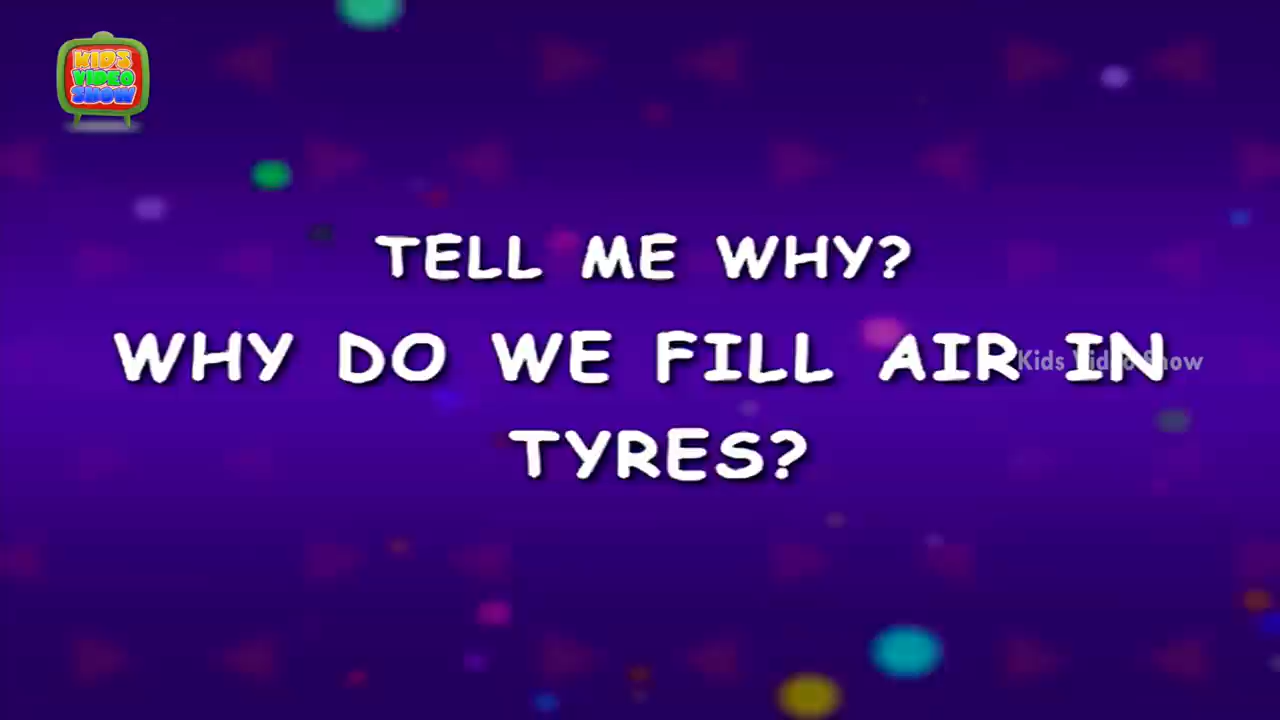 KIDS
VIDEO
SHOW
TELL ME WHY?
WHY DO WE FILL AIR IN
Kids Video Show
TYRES?